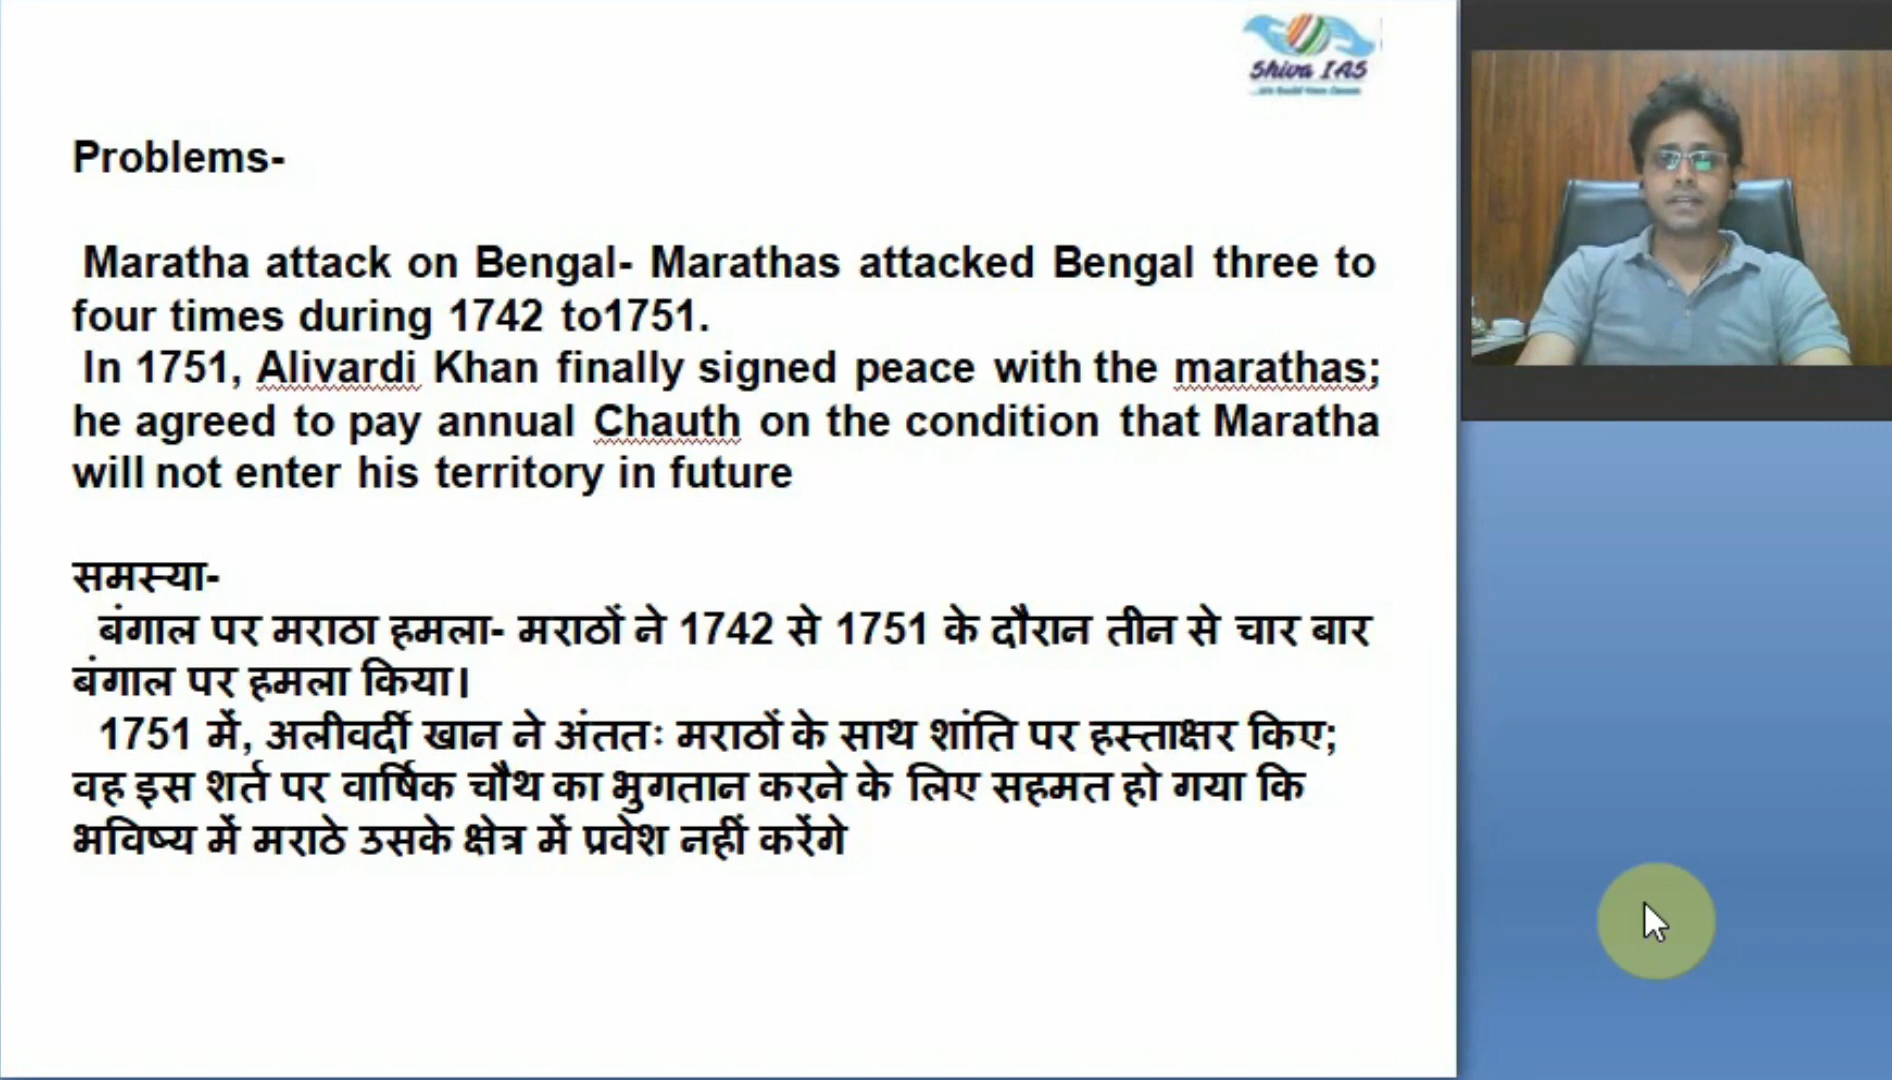 Shiva IAS
Problems-
Maratha attack on Bengal- Marathas attacked Bengal three to
four times during 1742 to1751.
In 1751, Alivardi Khan finally signed peace with the marathas;
he agreed to pay annual Chauth on the condition that Maratha
will not enter his territory in future
समस्या-
बंगाल पर मराठा हमला- मराठों ने 1742 से 1751 के दौरान तीन से चार बार
बंगाल पर हमला किया।
1751 में, अलीवर्दी खान ने अंततः मराठों के साथ शांति पर हस्ताक्षर किए;
वह इस शर्त पर वार्षिक चौथ का भुगतान करने के लिए सहमत हो गया कि
भविष्य में मराठे उसके क्षेत्र में प्रवेश नहीं करेंगे